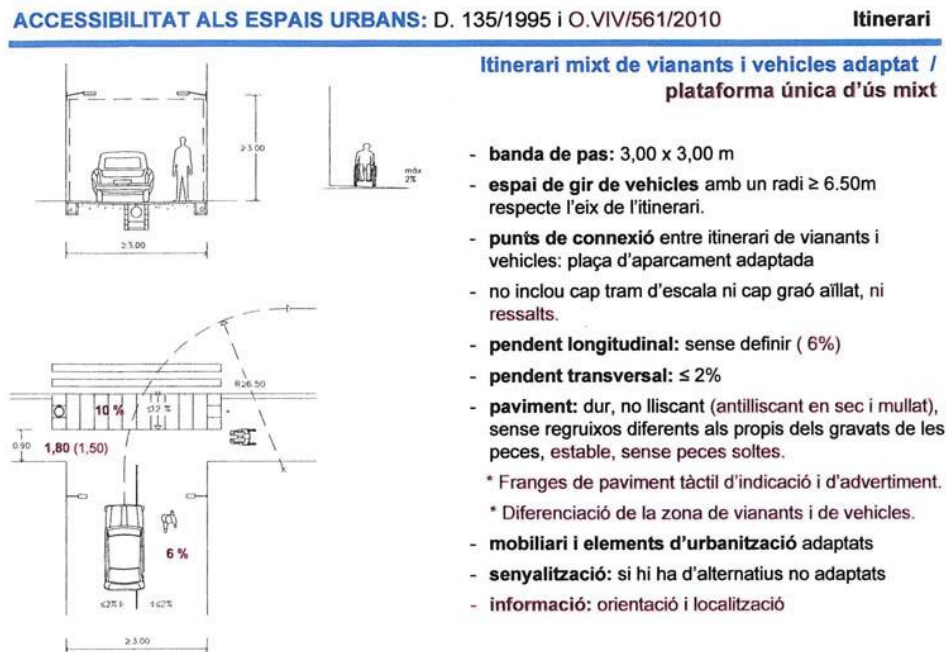 ACCESSIBILITAT ALS ESPAIS URBANS: D. 135/1995 i O.VIV/561/2010
Itinerari
Itinerari mixt de vianants i vehicles adaptat /
plataforma única d'ús mixt
≥3.00
màx
2%
≥3.00
- banda de pas: 3,00 x 3,00 m
- espai de gir de vehicles amb un radi ≥ 6.50m
respecte l'eix de l'itinerari.
- punts de connexió entre itinerari de vianants i
vehicles: plaça d'aparcament adaptada
- no inclou cap tram d'escala ni cap graó aïllat, ni
ressalts.
- pendent longitudinal: sense definir ( 6%)
- pendent transversal: ≤ 2%
- paviment: dur, no lliscant (antilliscant en sec i mullat),
sense regruixos diferents als propis dels gravats de les
peces, estable, sense peces soltes.
* Franges de paviment tàctil d'indicació i d'advertiment.
* Diferenciació de la zona de vianants i de vehicles.
- mobiliari i elements d'urbanització adaptats
- senyalització: si hi ha d'alternatius no adaptats
- informació: orientació i localització
R≥6.50
10 %
0.90
1,80 (1,50)
6 %
≤2%
≤2%
≥3.00